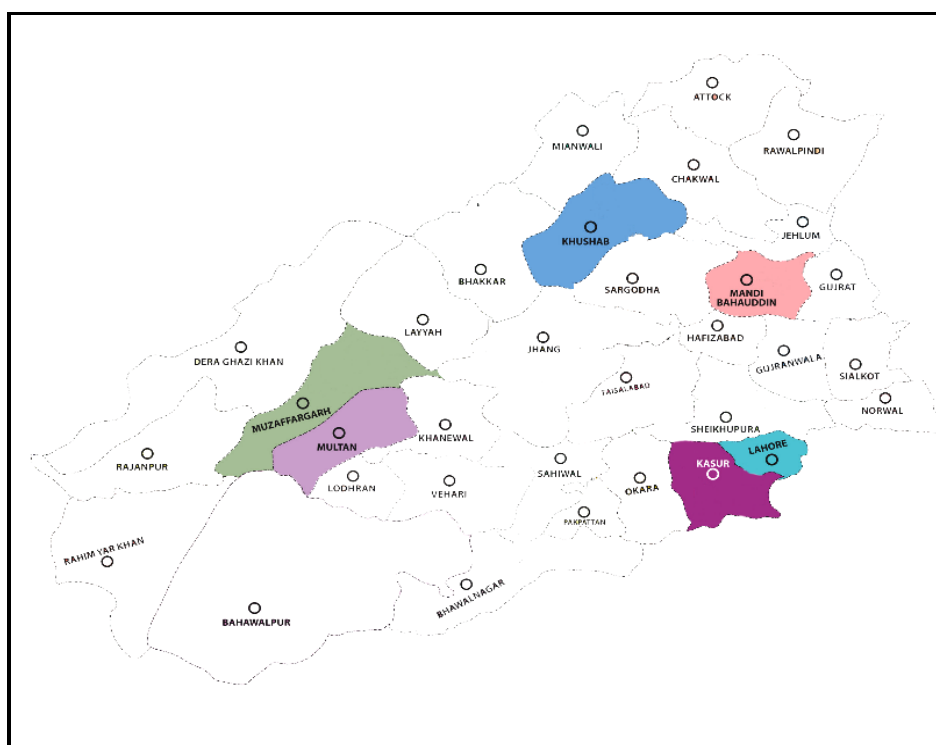 ATTOCK
MIANWALI
RAWALPINDI
CHAKWAL
JEHLUM
KHUSHAB
BHAKKAR
SARGODHA
MANDI
BAHAUDDIN
GUJRAT
LAYYAH
HAFIZABAD
JHANG
GUJRANWALA
DERA GHAZI KHAN
SIALKOT
FAISALABAD
NORWAL
MUZAFFARGARH
KHANEWAL
SHEIKHUPURA
MULTAN
LAHORE
KASUR
RAJANPUR
SAHIWAL
LODHRAN
VEHARI
OKARA
PAKPATTAN
RAHIM YAR KHAN
BHAWALNAGAR
BAHAWALPUR